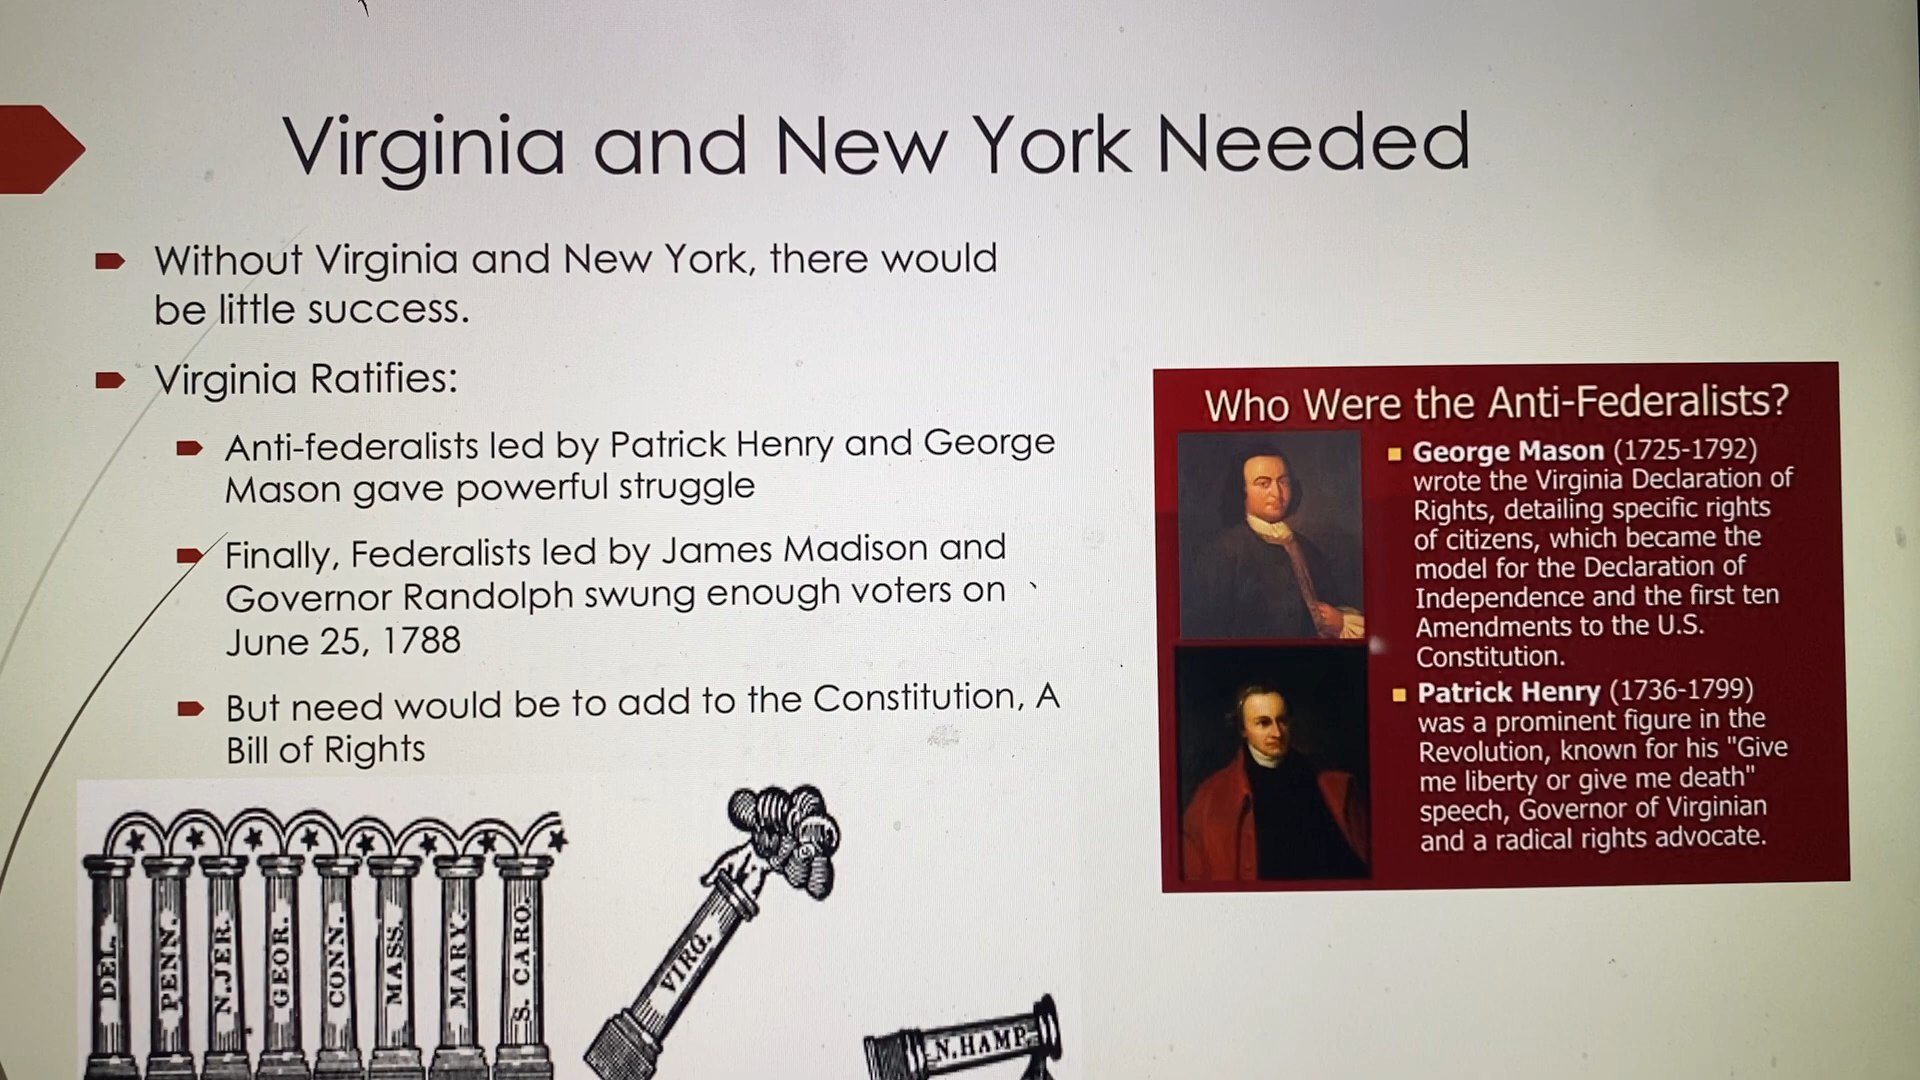 Virginia and New York Needed
Without Virginia and New York, there would
be little success.
Virginia Ratifies:
Anti-federalists led by Patrick Henry and George
Mason gave powerful struggle
Finally, Federalists led by James Madison and
Governor Randolph swung enough voters on
June 25, 1788
But need would be to add to the Constitution, A
Bill of Rights
Who Were the Anti-Federalists?
George Mason (1725-1792)
wrote the Virginia Declaration of
Rights, detailing specific rights
of citizens, which became the
model for the Declaration of
Independence and the first ten
Amendments to the U.S.
Constitution.
Patrick Henry (1736-1799)
was a prominent figure in the
Revolution, known for his "Give
me liberty or give me death"
speech, Governor of Virginian
and a radical rights advocate.
DEL.
PENN.
N.JER.
GEOR.
CONN.
MASS.
MARY.
S. CARO.
VIRG.
N.HAMP.